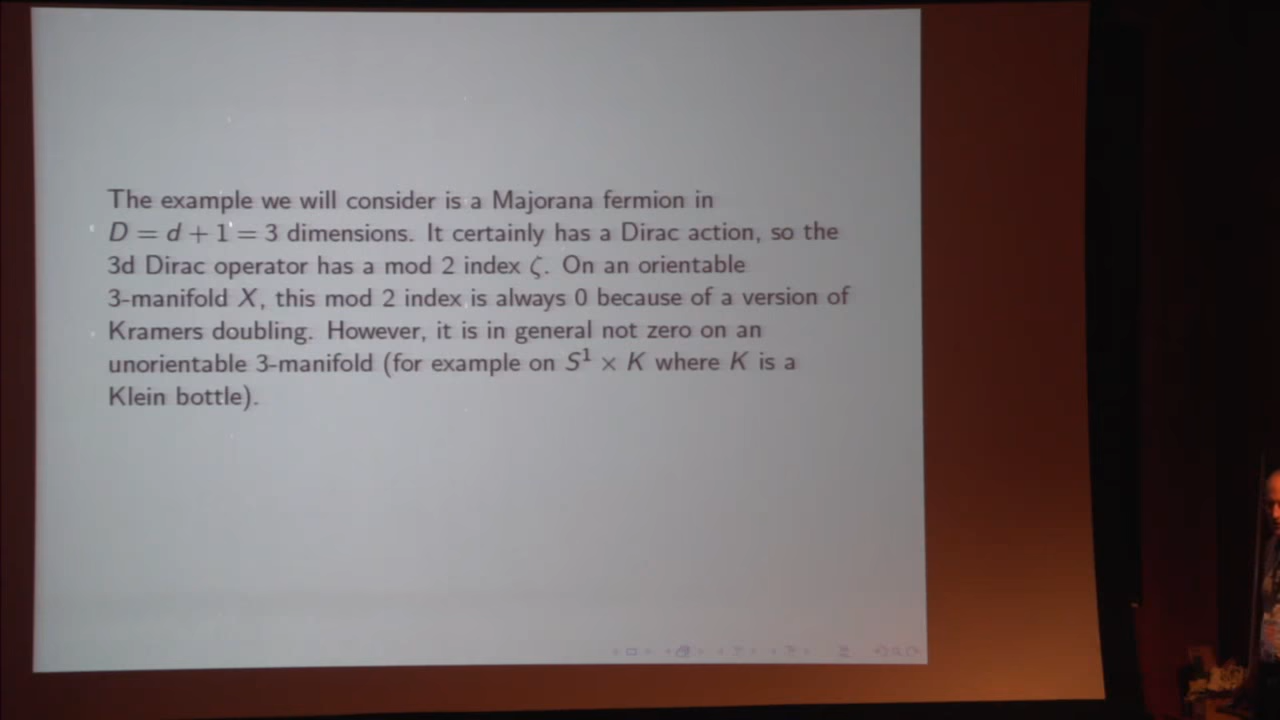 The example we will consider is a Majorana fermion in
D = d + 1 = 3 dimensions. It certainly has a Dirac action, so the
3d Dirac operator has a mod 2 index ζ. On an orientable
3-manifold X, this mod 2 index is always 0 because of a version of
Kramers doubling. However, it is in general not zero on an
unorientable 3-manifold (for example on S¹ × K where K is a
Klein bottle).